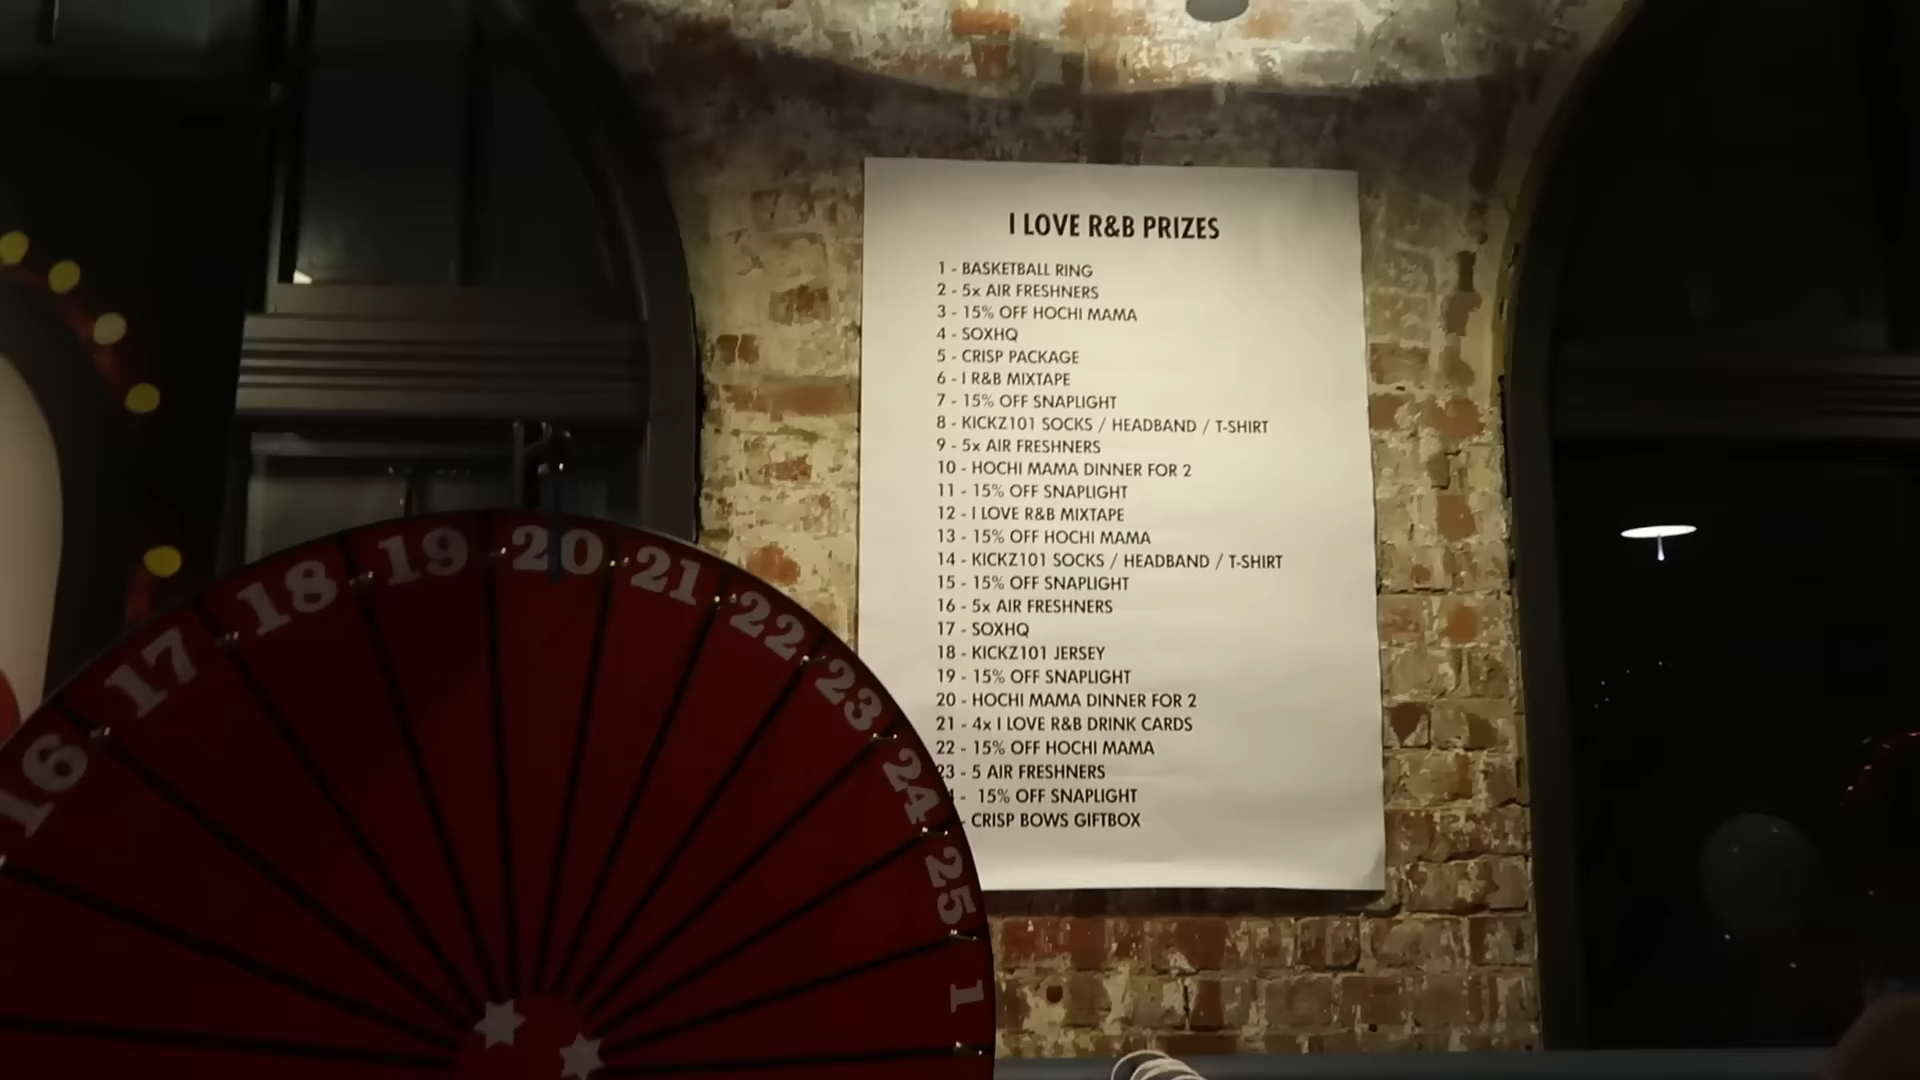 I LOVE R&B PRIZES
1 - BASKETBALL RING
2 - 5x AIR FRESHNERS
3 - 15% OFF HOCHI MAMA
4 - SOXHQ
5 - CRISP PACKAGE
6 - I R&B MIXTAPE
7 - 15% OFF SNAPLIGHT
8 - KICKZ101 SOCKS / HEADBAND / T-SHIRT
9 - 5x AIR FRESHNERS
10 - HOCHI MAMA DINNER FOR 2
11 - 15% OFF SNAPLIGHT
12 - I LOVE R&B MIXTAPE
13 - 15% OFF HOCHI MAMA
14 - KICKZ101 SOCKS / HEADBAND / T-SHIRT
15 - 15% OFF SNAPLIGHT
16 - 5x AIR FRESHNERS
17 - SOXHQ
18 - KICKZ101 JERSEY
19 - 15% OFF SNAPLIGHT
20 - HOCHI MAMA DINNER FOR 2
21 - 4x I LOVE R&B DRINK CARDS
22 - 15% OFF HOCHI MAMA
23 - 5 AIR FRESHNERS
4 - 15% OFF SNAPLIGHT
- CRISP BOWS GIFTBOX
16
17
18
19
20
21
22
23
24
25
1